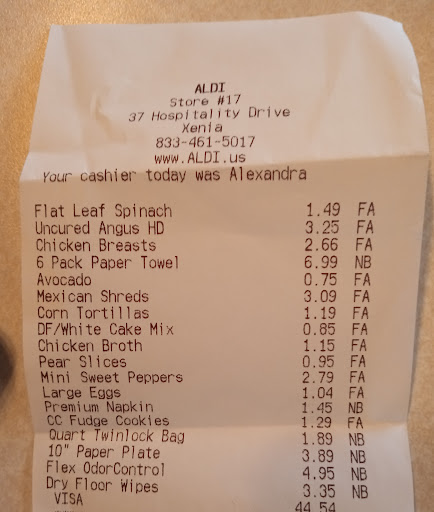 ALDI
Store #17
37 Hospitality Drive
Xenia
833-461-5017
www.ALDI.us
Your cashier today was Alexandra
Flat Leaf Spinach 1.49 FA
Uncured Angus HD 3.25 FA
Chicken Breasts 2.66 FA
6 Pack Paper Towel 6.99 NB
Avocado 0.75 FA
Mexican Shreds 3.09 FA
Corn Tortillas 1.19 FA
DF/White Cake Mix 0.85 FA
Chicken Broth 1.15 FA
Pear Slices 0.95 FA
Mini Sweet Peppers 2.79 FA
Large Eggs 1.04 FA
Premium Napkin 1.45 NB
CC Fudge Cookies 1.29 FA
Quart Twinlock Bag 1.89 NB
10" Paper Plate 3.89 NB
Flex OdorControl 4.95 NB
Dry Floor Wipes 3.35 NB
VISA 44.54